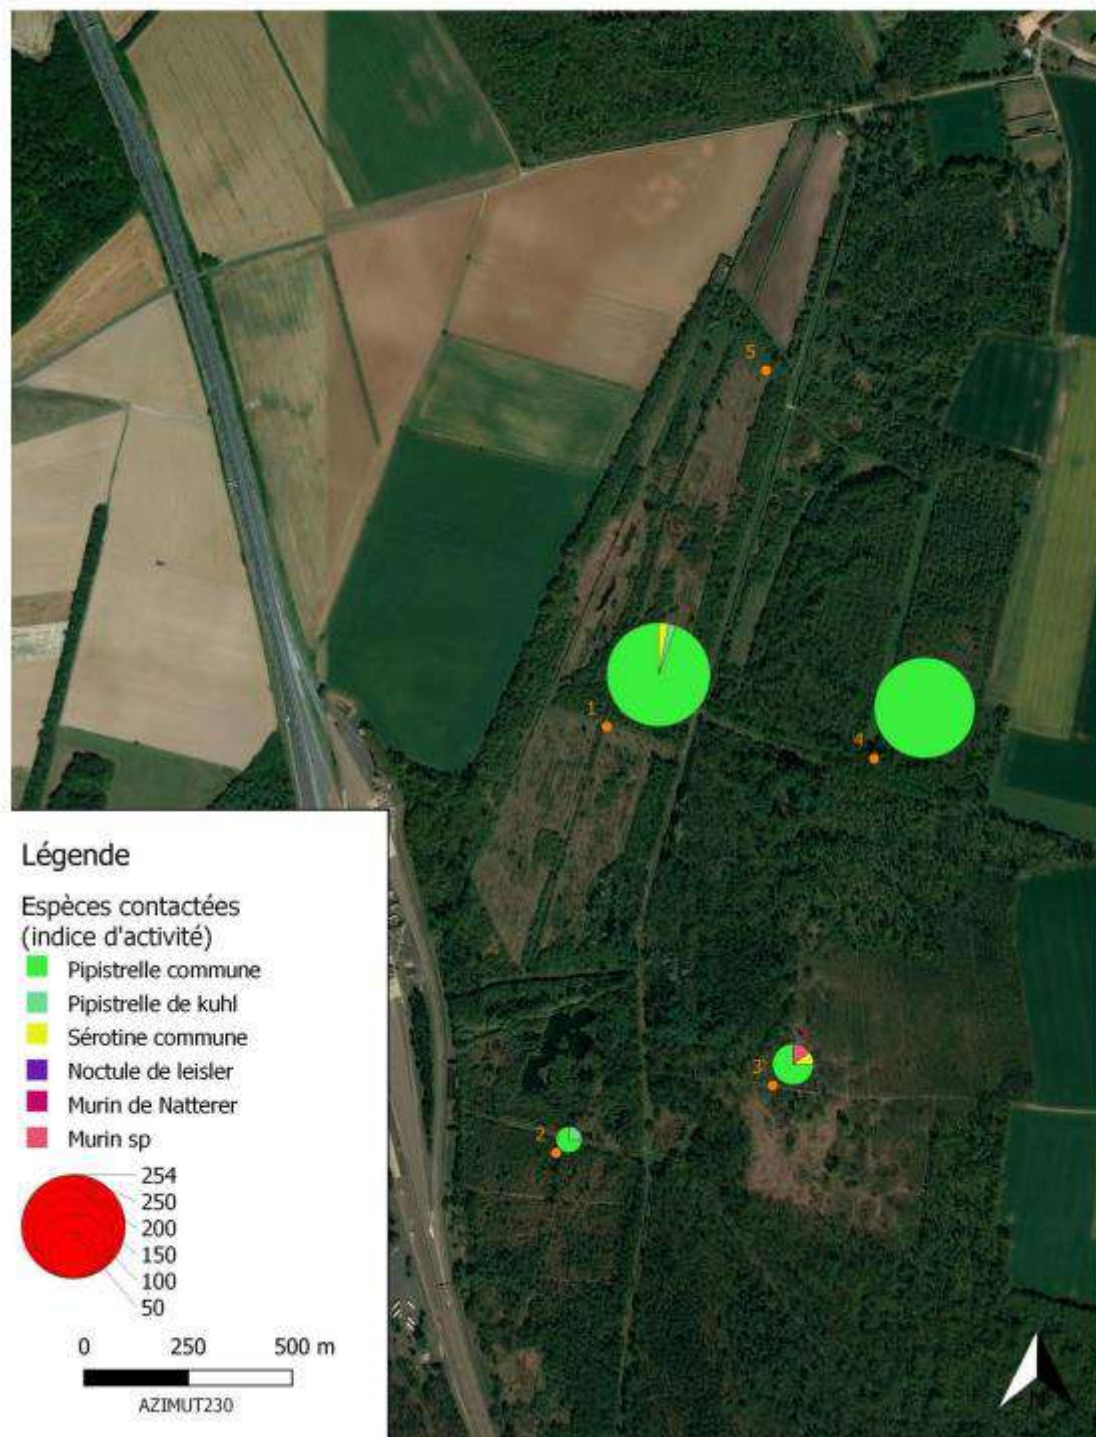 5
1
4
3
2
Légende
Espèces contactées
(indice d'activité)
Pipistrelle commune
Pipistrelle de kuhl
Sérotine commune
Noctule de leisler
Murin de Natterer
Murin sp
254
250
200
150
100
50
0 250 500 m
AZIMUT230